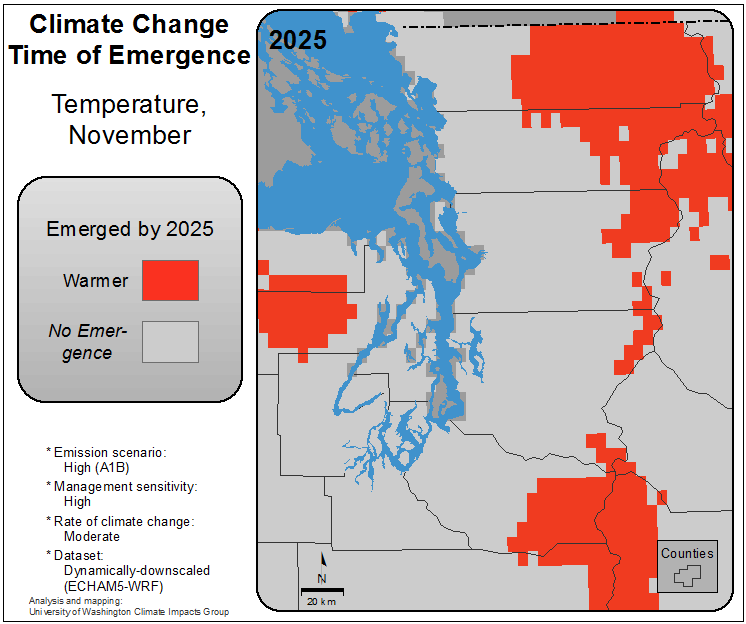 Climate Change
Time of Emergence
Temperature,
November
Emerged by 2025
Warmer
No Emer-
gence
* Emission scenario:
High (A1B)
* Management sensitivity:
High
* Rate of climate change:
Moderate
* Dataset:
Dynamically-downscaled
(ECHAM5-WRF)
Analysis and mapping:
University of Washington Climate Impacts Group
2025
N
20 km
Counties